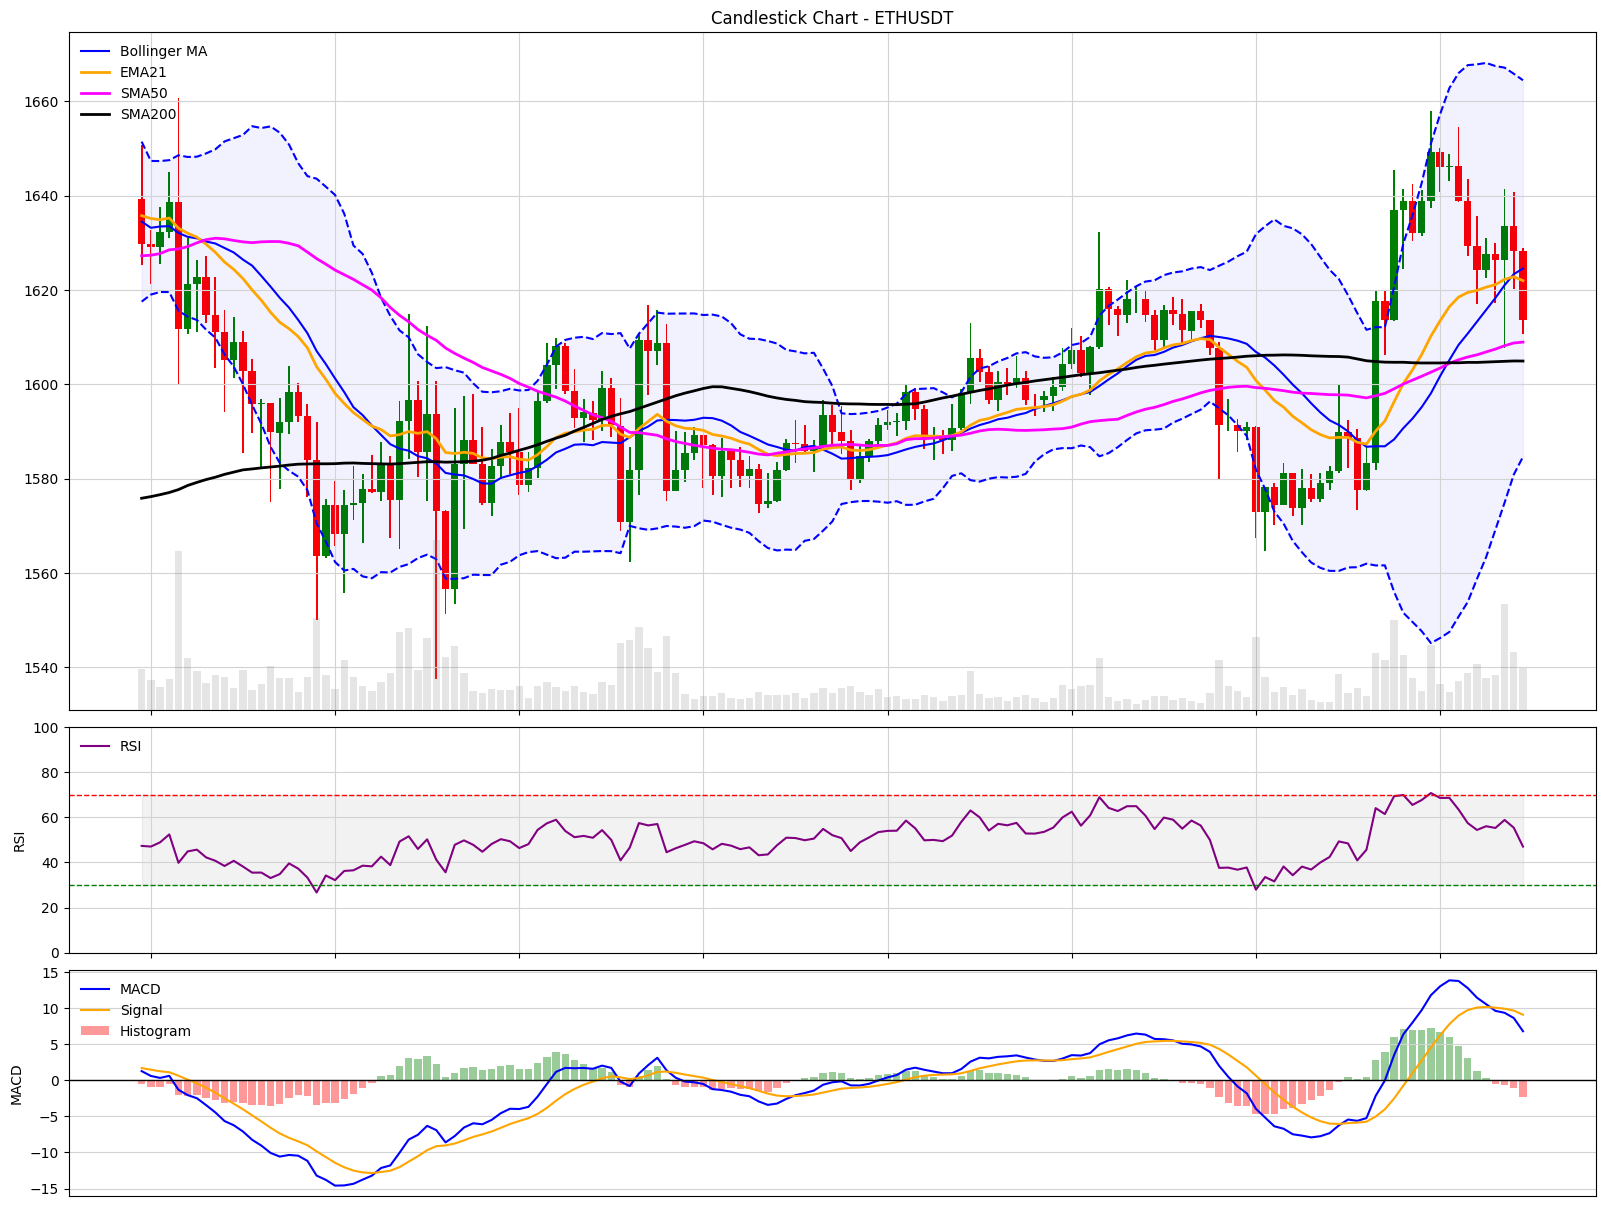 Candlestick Chart - ETHUSDT
Bollinger MA
EMA21
SMA50
SMA200
1660
1640
1620
1600
1580
1560
1540
100
80
60
40
20
0
RSI
RSI
15
10
5
0
−5
−10
−15
MACD
MACD
Signal
Histogram